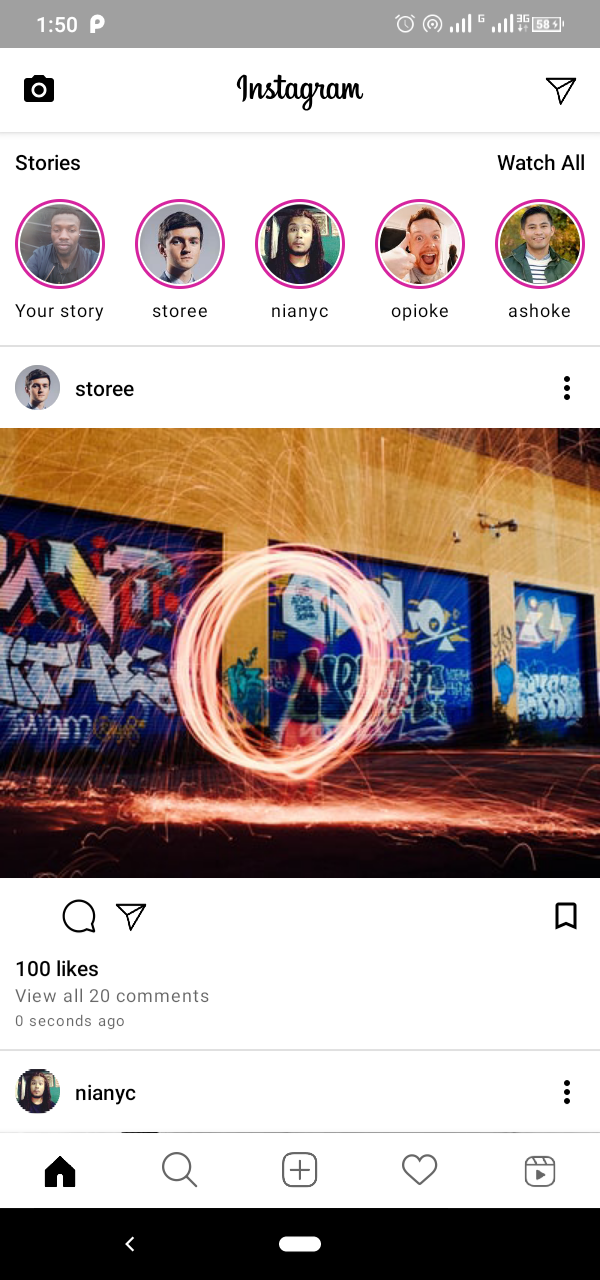 1:50
G 3G 58
Instagram
Stories Watch All
Your story storee nianyc opioke ashoke
storee
100 likes
View all 20 comments
0 seconds ago
nianyc